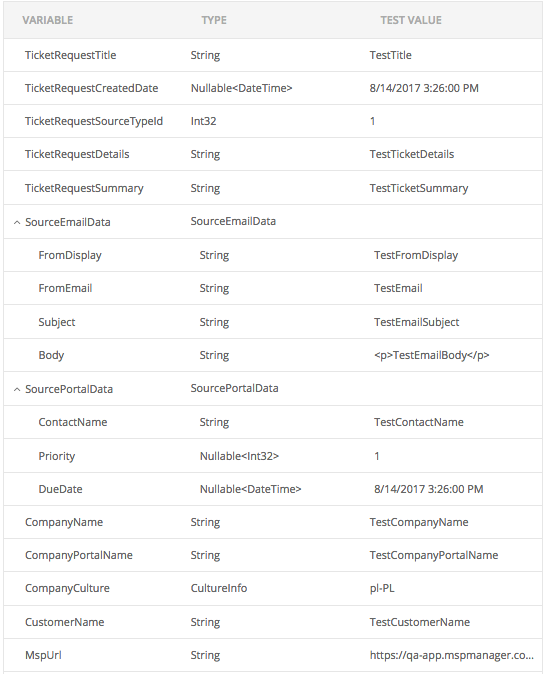 VARIABLE TYPE TEST VALUE
TicketRequestTitle String TestTitle
TicketRequestCreatedDate Nullable<DateTime> 8/14/2017 3:26:00 PM
TicketRequestSourceTypeId Int32 1
TicketRequestDetails String TestTicketDetails
TicketRequestSummary String TestTicketSummary
SourceEmailData SourceEmailData
FromDisplay String TestFromDisplay
FromEmail String TestEmail
Subject String TestEmailSubject
Body String <p>TestEmailBody</p>
SourcePortalData SourcePortalData
ContactName String TestContactName
Priority Nullable<Int32> 1
DueDate Nullable<DateTime> 8/14/2017 3:26:00 PM
CompanyName String TestCompanyName
CompanyPortalName String TestCompanyPortalName
CompanyCulture CultureInfo pl-PL
CustomerName String TestCustomerName
MspUrl String https://qa-app.mspmanager.co...